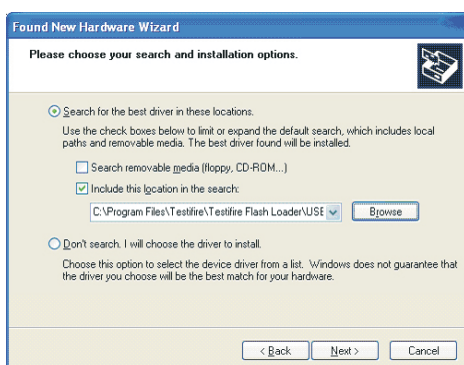 Found New Hardware Wizard
Please choose your search and installation options.
Search for the best driver in these locations.
Use the check boxes below to limit or expand the default search, which includes local
paths and removable media. The best driver found will be installed.
Search removable media (floppy, CD-ROM...)
Include this location in the search:
C:\Program Files\Testifire\Testifire Flash Loader\USE
Browse
Don't search. I will choose the driver to install.
Choose this option to select the device driver from a list. Windows does not guarantee that
the driver you choose will be the best match for your hardware.
< Back
Next >
Cancel